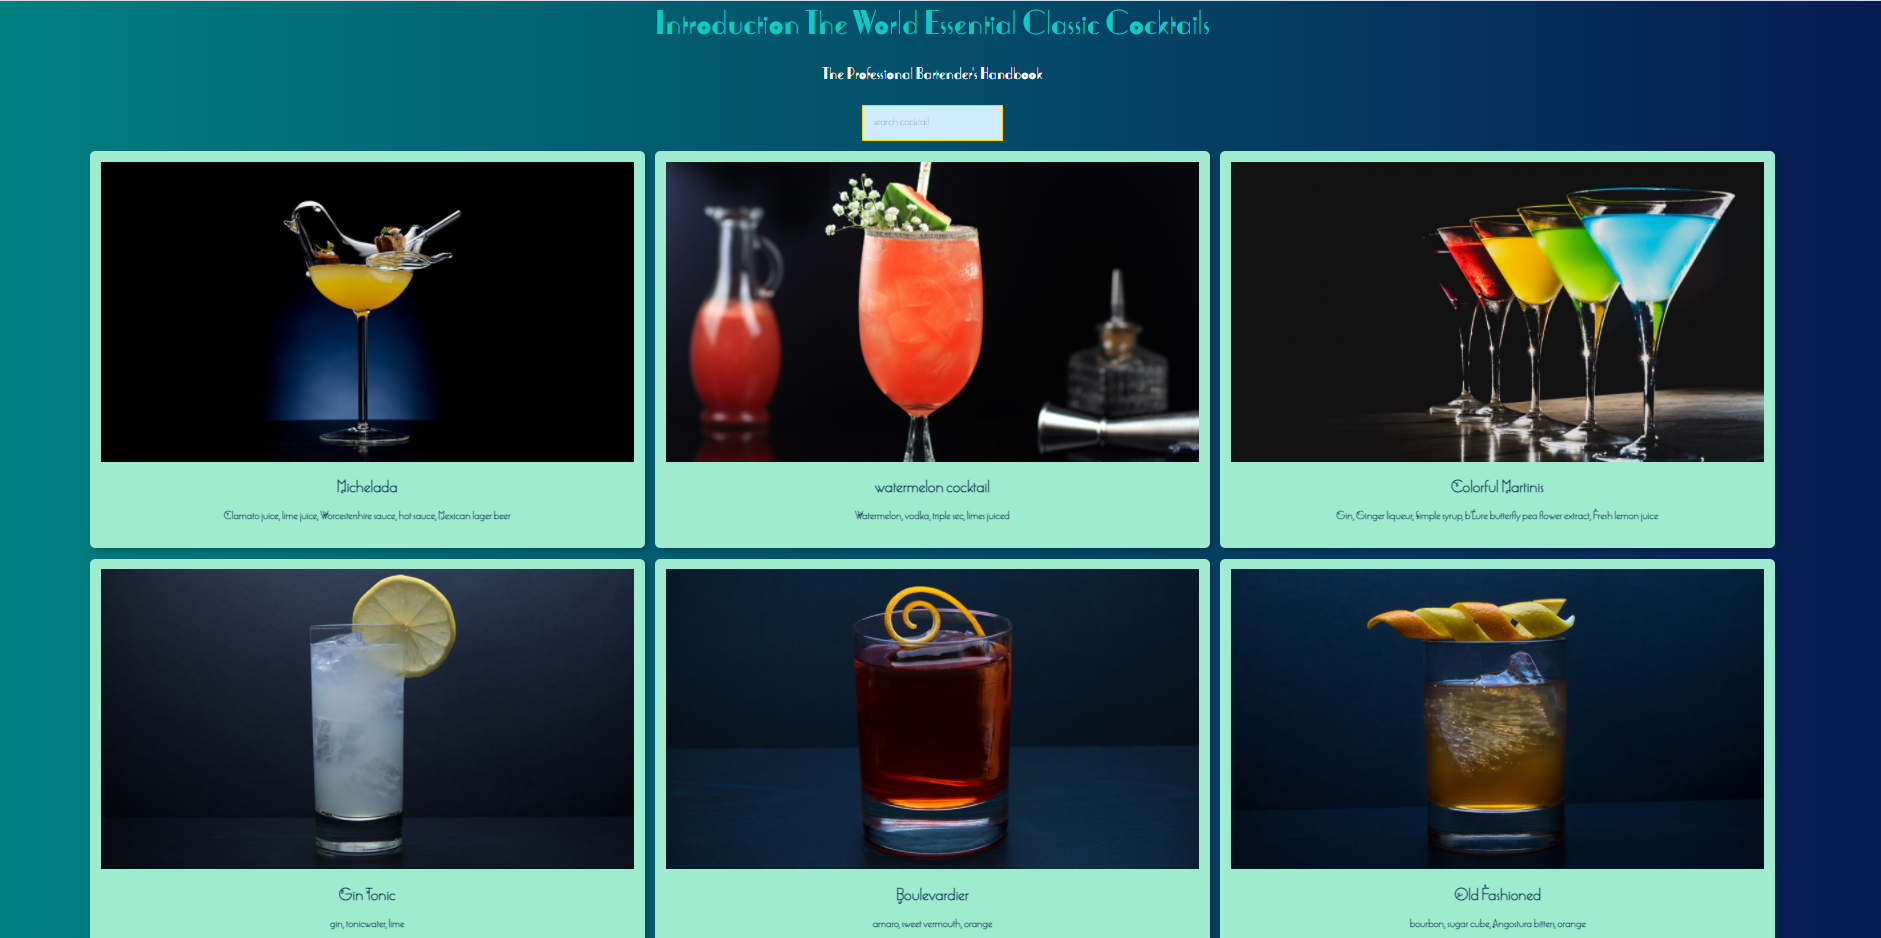 Introduction The World Essential Classic Cocktails
The Professional Bartender's Handbook
search cocktail
Michelada
Clamato juice, lime juice, Worcestershire sauce, hot sauce, Mexican lager beer
watermelon cocktail
Watermelon, vodka, triple sec, limes juiced
Colorful Martinis
Gin, Ginger liqueur, Simple syrup, b'Lure butterfly pea flower extract, Fresh lemon juice
Gin Tonic
gin, tonicwater, lime
Boulevardier
amaro, sweet vermouth, orange
Old Fashioned
bourbon, sugar cube, Angostura bitters, orange